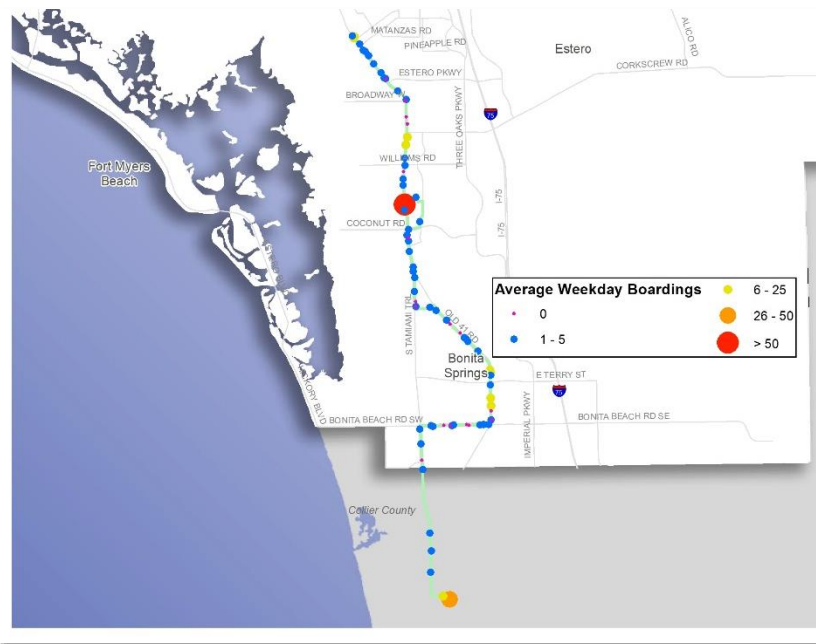 MATANZAS RD
PINEAPPLE RD
ALICO RD
Estero
CORKSCREW RD
ESTERO PKWY
BROADWAY W
75
THREE OAKS PKWY
WILLIAMS RD
Fort Myers
Beach
I-75
COCONUT RD
I-75
Average Weekday Boardings
0
1 - 5
6 - 25
26 - 50
> 50
S TAMIAMI TRL
OLD 41 RD
Bonita
Springs
E TERRY ST
75
HICKORY BLVD
IMPERIAL PKWY
BONITA BEACH RD SW
BONITA BEACH RD SE
Collier County